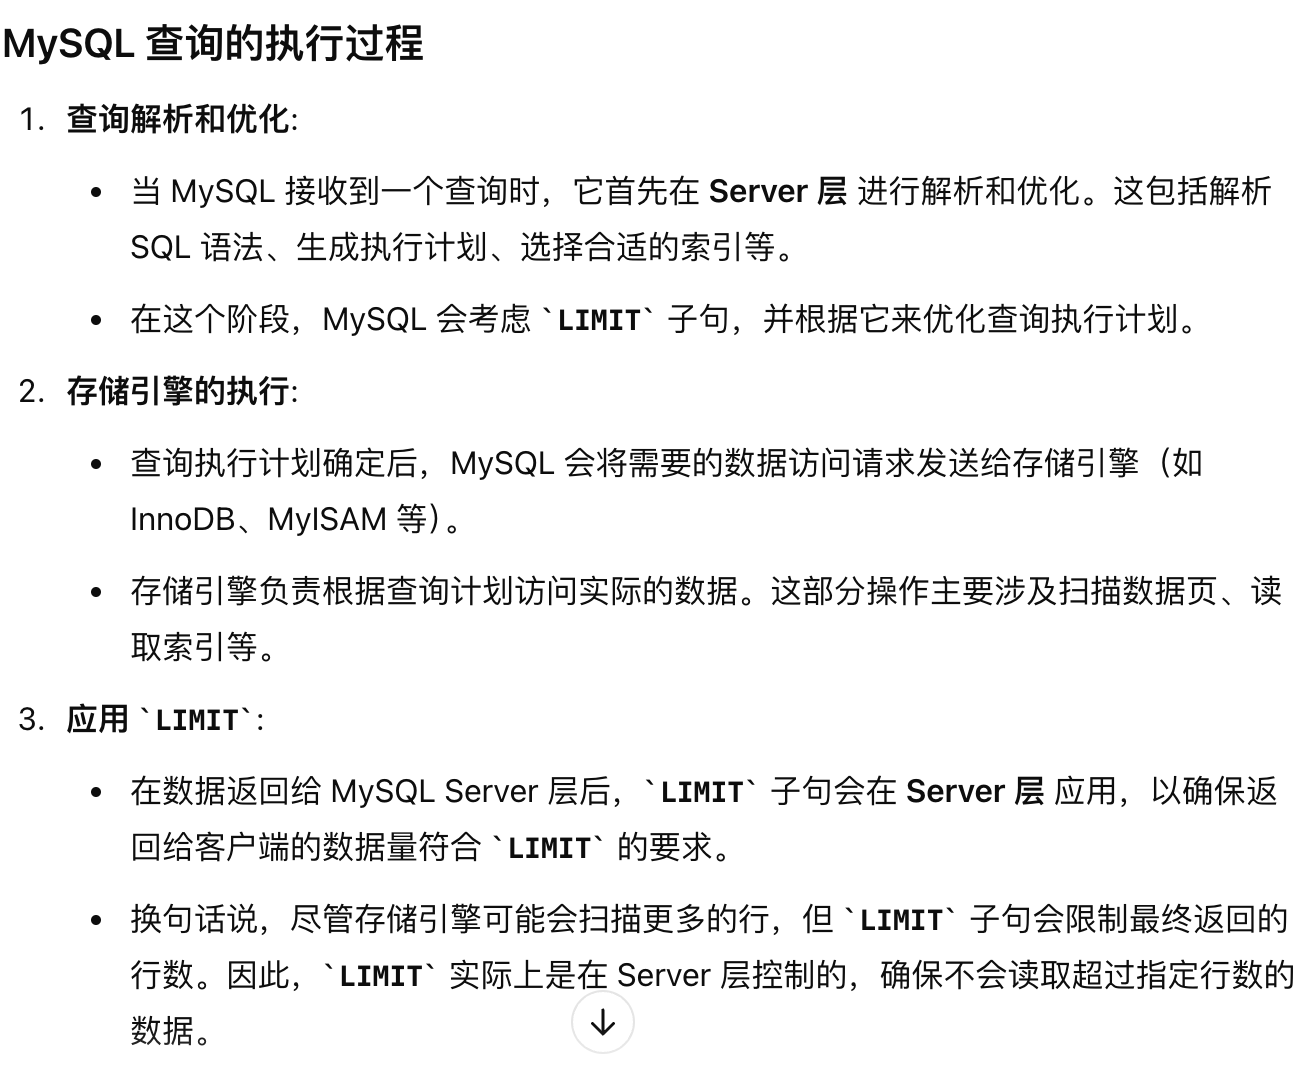 MySQL 查询的执行过程
1. 查询解析和优化:
• 当 MySQL 接收到一个查询时，它首先在 Server 层 进行解析和优化。这包括解析
SQL 语法、生成执行计划、选择合适的索引等。
• 在这个阶段，MySQL 会考虑 `LIMIT` 子句，并根据它来优化查询执行计划。
2. 存储引擎的执行:
• 查询执行计划确定后，MySQL 会将需要的数据访问请求发送给存储引擎（如
InnoDB、MyISAM 等）。
• 存储引擎负责根据查询计划访问实际的数据。这部分操作主要涉及扫描数据页、读
取索引等。
3. 应用 `LIMIT`:
• 在数据返回给 MySQL Server 层后，`LIMIT` 子句会在 Server 层 应用，以确保返
回给客户端的数据量符合 `LIMIT` 的要求。
• 换句话说，尽管存储引擎可能会扫描更多的行，但 `LIMIT` 子句会限制最终返回的
行数。因此，`LIMIT` 实际上是在 Server 层控制的，确保不会读取超过指定行数的
数据。